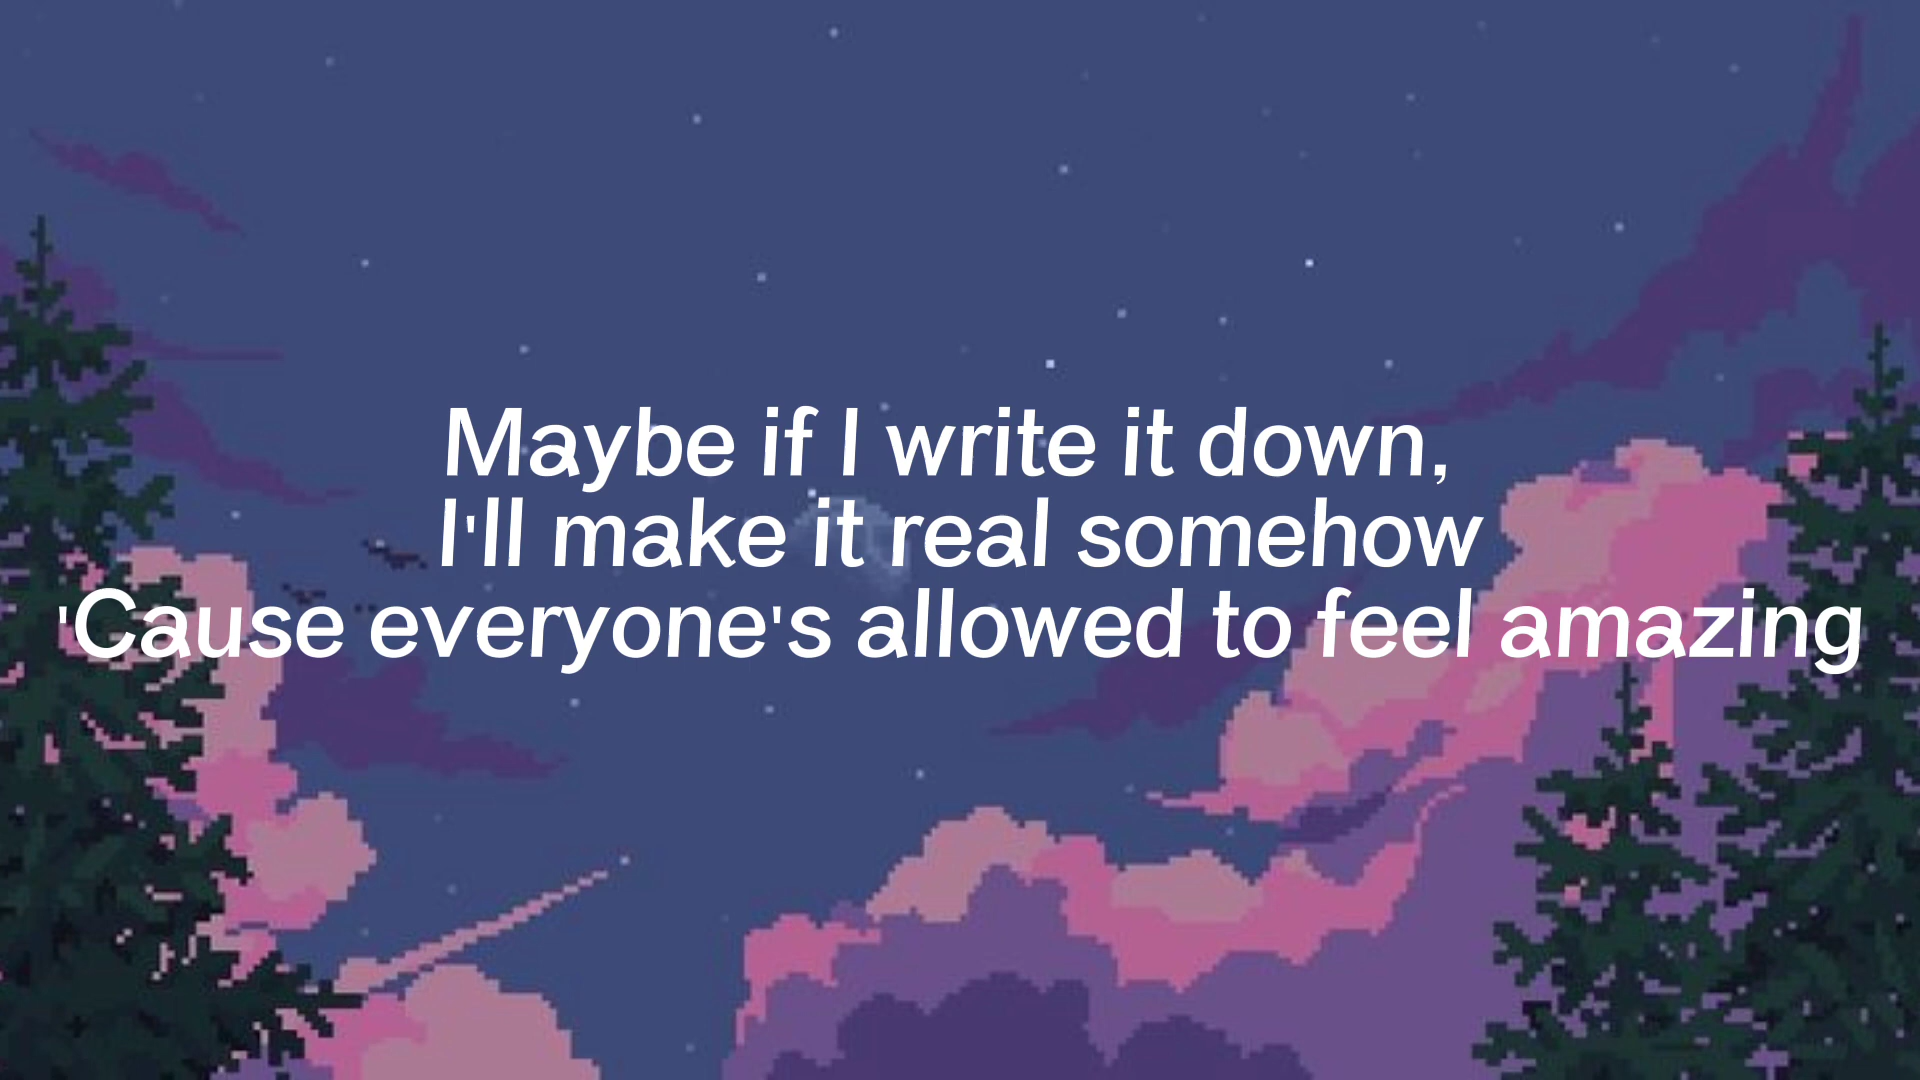 Maybe if I write it down,
I'll make it real somehow
'Cause everyone's allowed to feel amazing